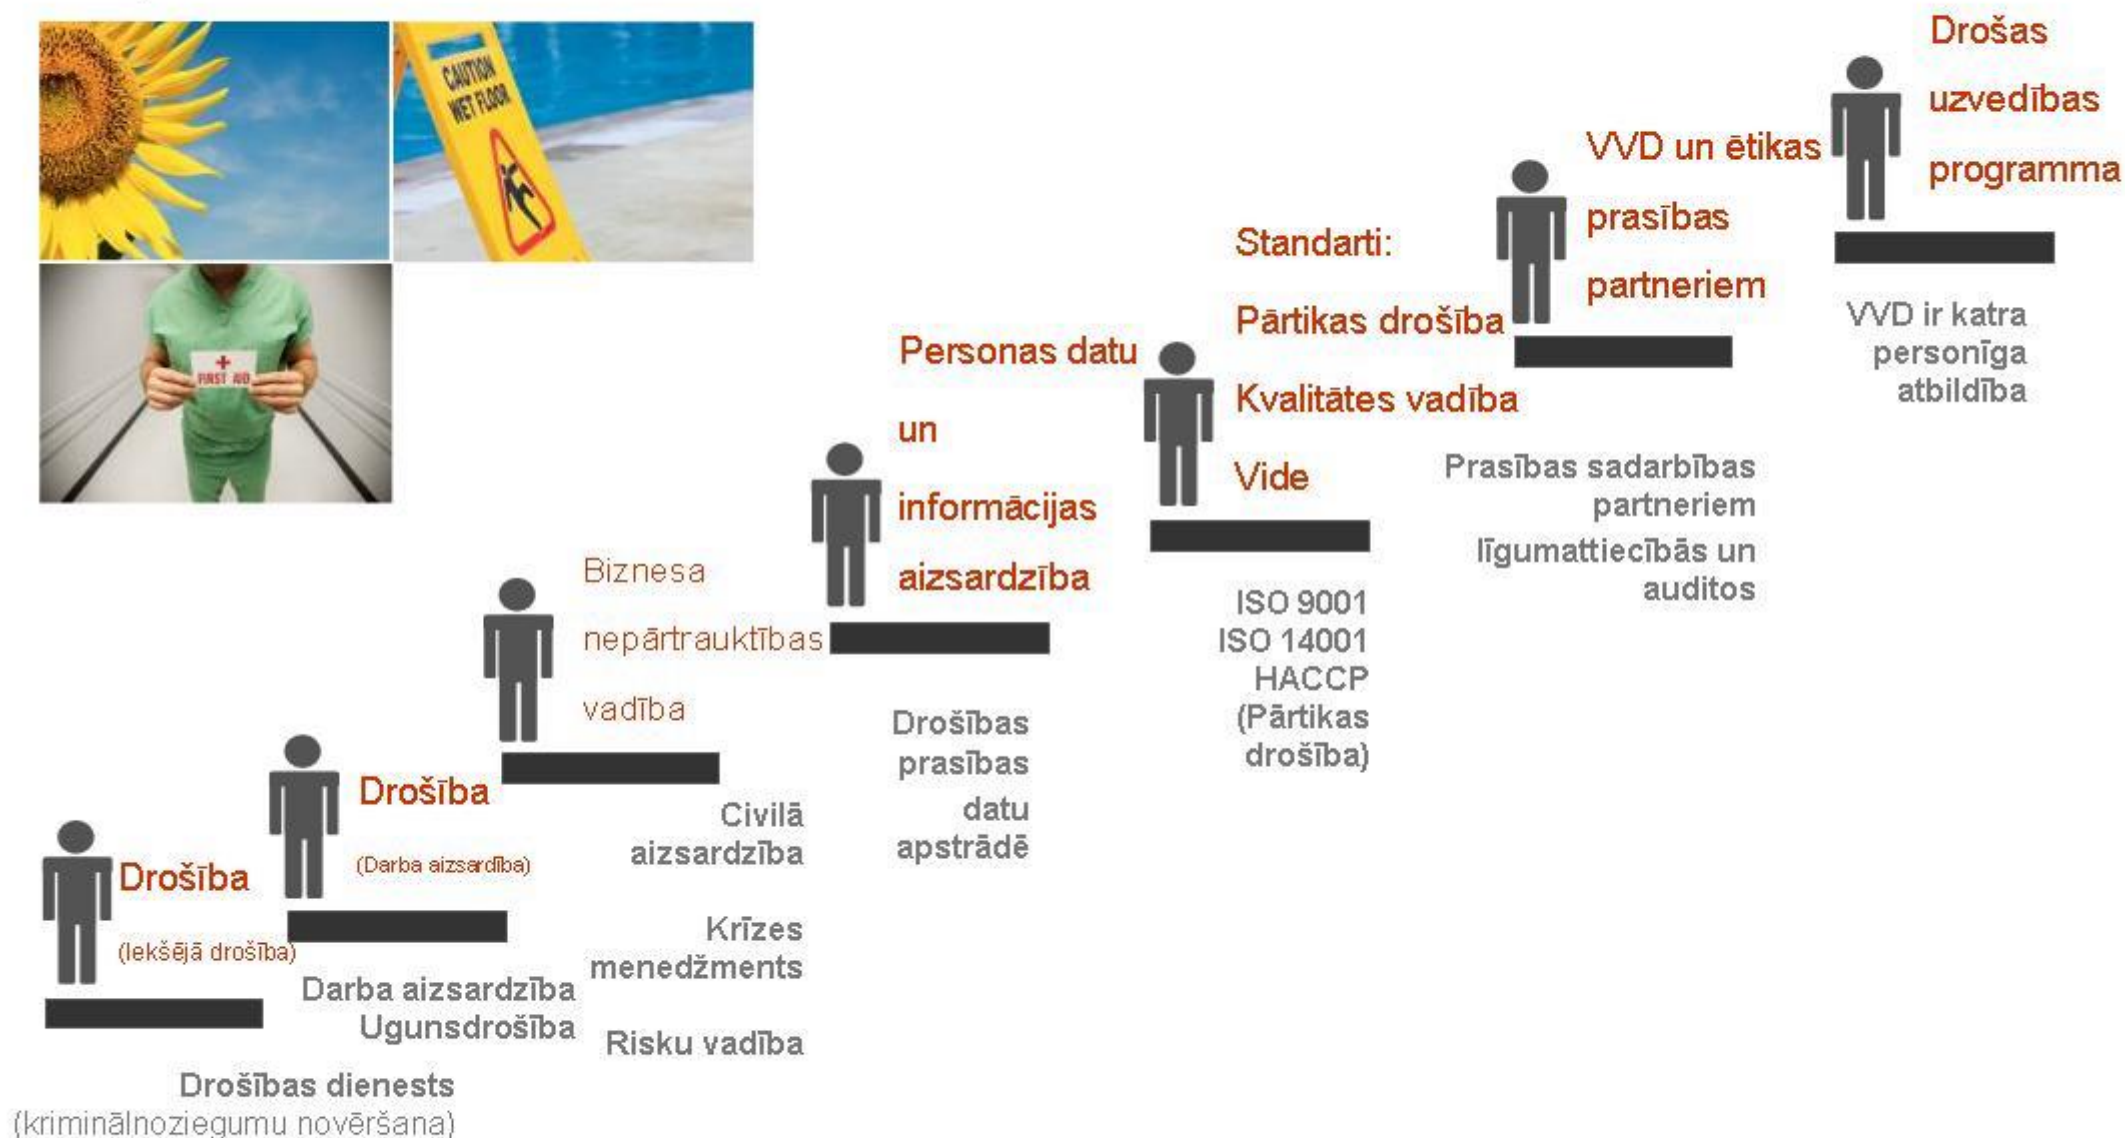 CAUTION
WET FLOOR
FIRST AID
Drošība
(Iekšējā drošība)
Drošības dienests
(kriminālnoziegumu novēršana)
Drošība
(Darba aizsardība)
Darba aizsardzība
Ugunsdrošība
Biznesa
nepārtrauktības
vadība
Civilā
aizsardzība
Krīzes
menedžments
Risku vadība
Personas datu
un
informācijas
aizsardzība
Drošības
prasības
datu
apstrādē
Standarti:
Pārtikas drošība
Kvalitātes vadība
Vide
ISO 9001
ISO 14001
HACCP
(Pārtikas
drošība)
VVD un ētikas
prasības
partneriem
Prasības sadarbības
partneriem
līgumattiecībās un
auditos
Drošas
uzvedības
programma
VVD ir katra
personīga
atbildība